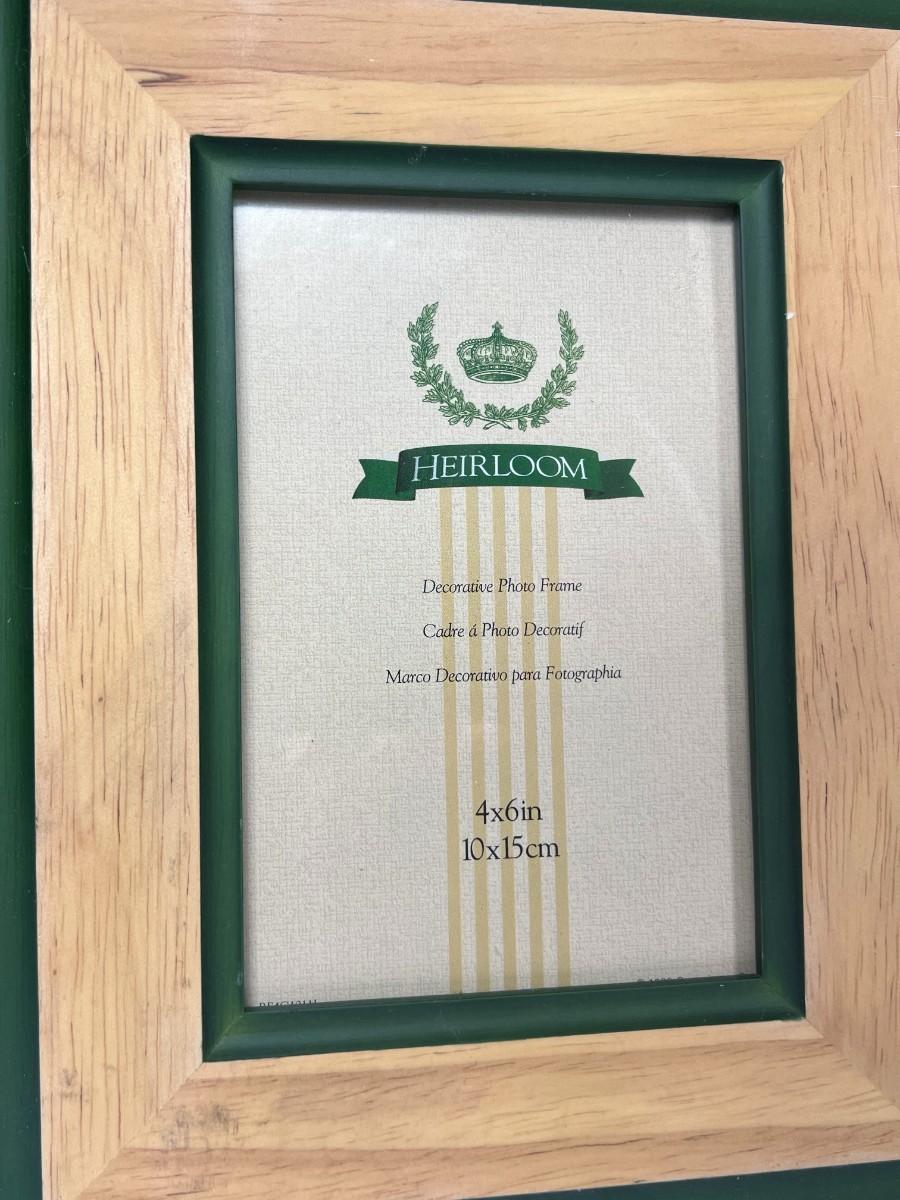 HEIRLOOM
Decorative Photo Frame
Cadre á Photo Decoratif
Marco Decorativo para Fotographia
4x6in
10x15cm